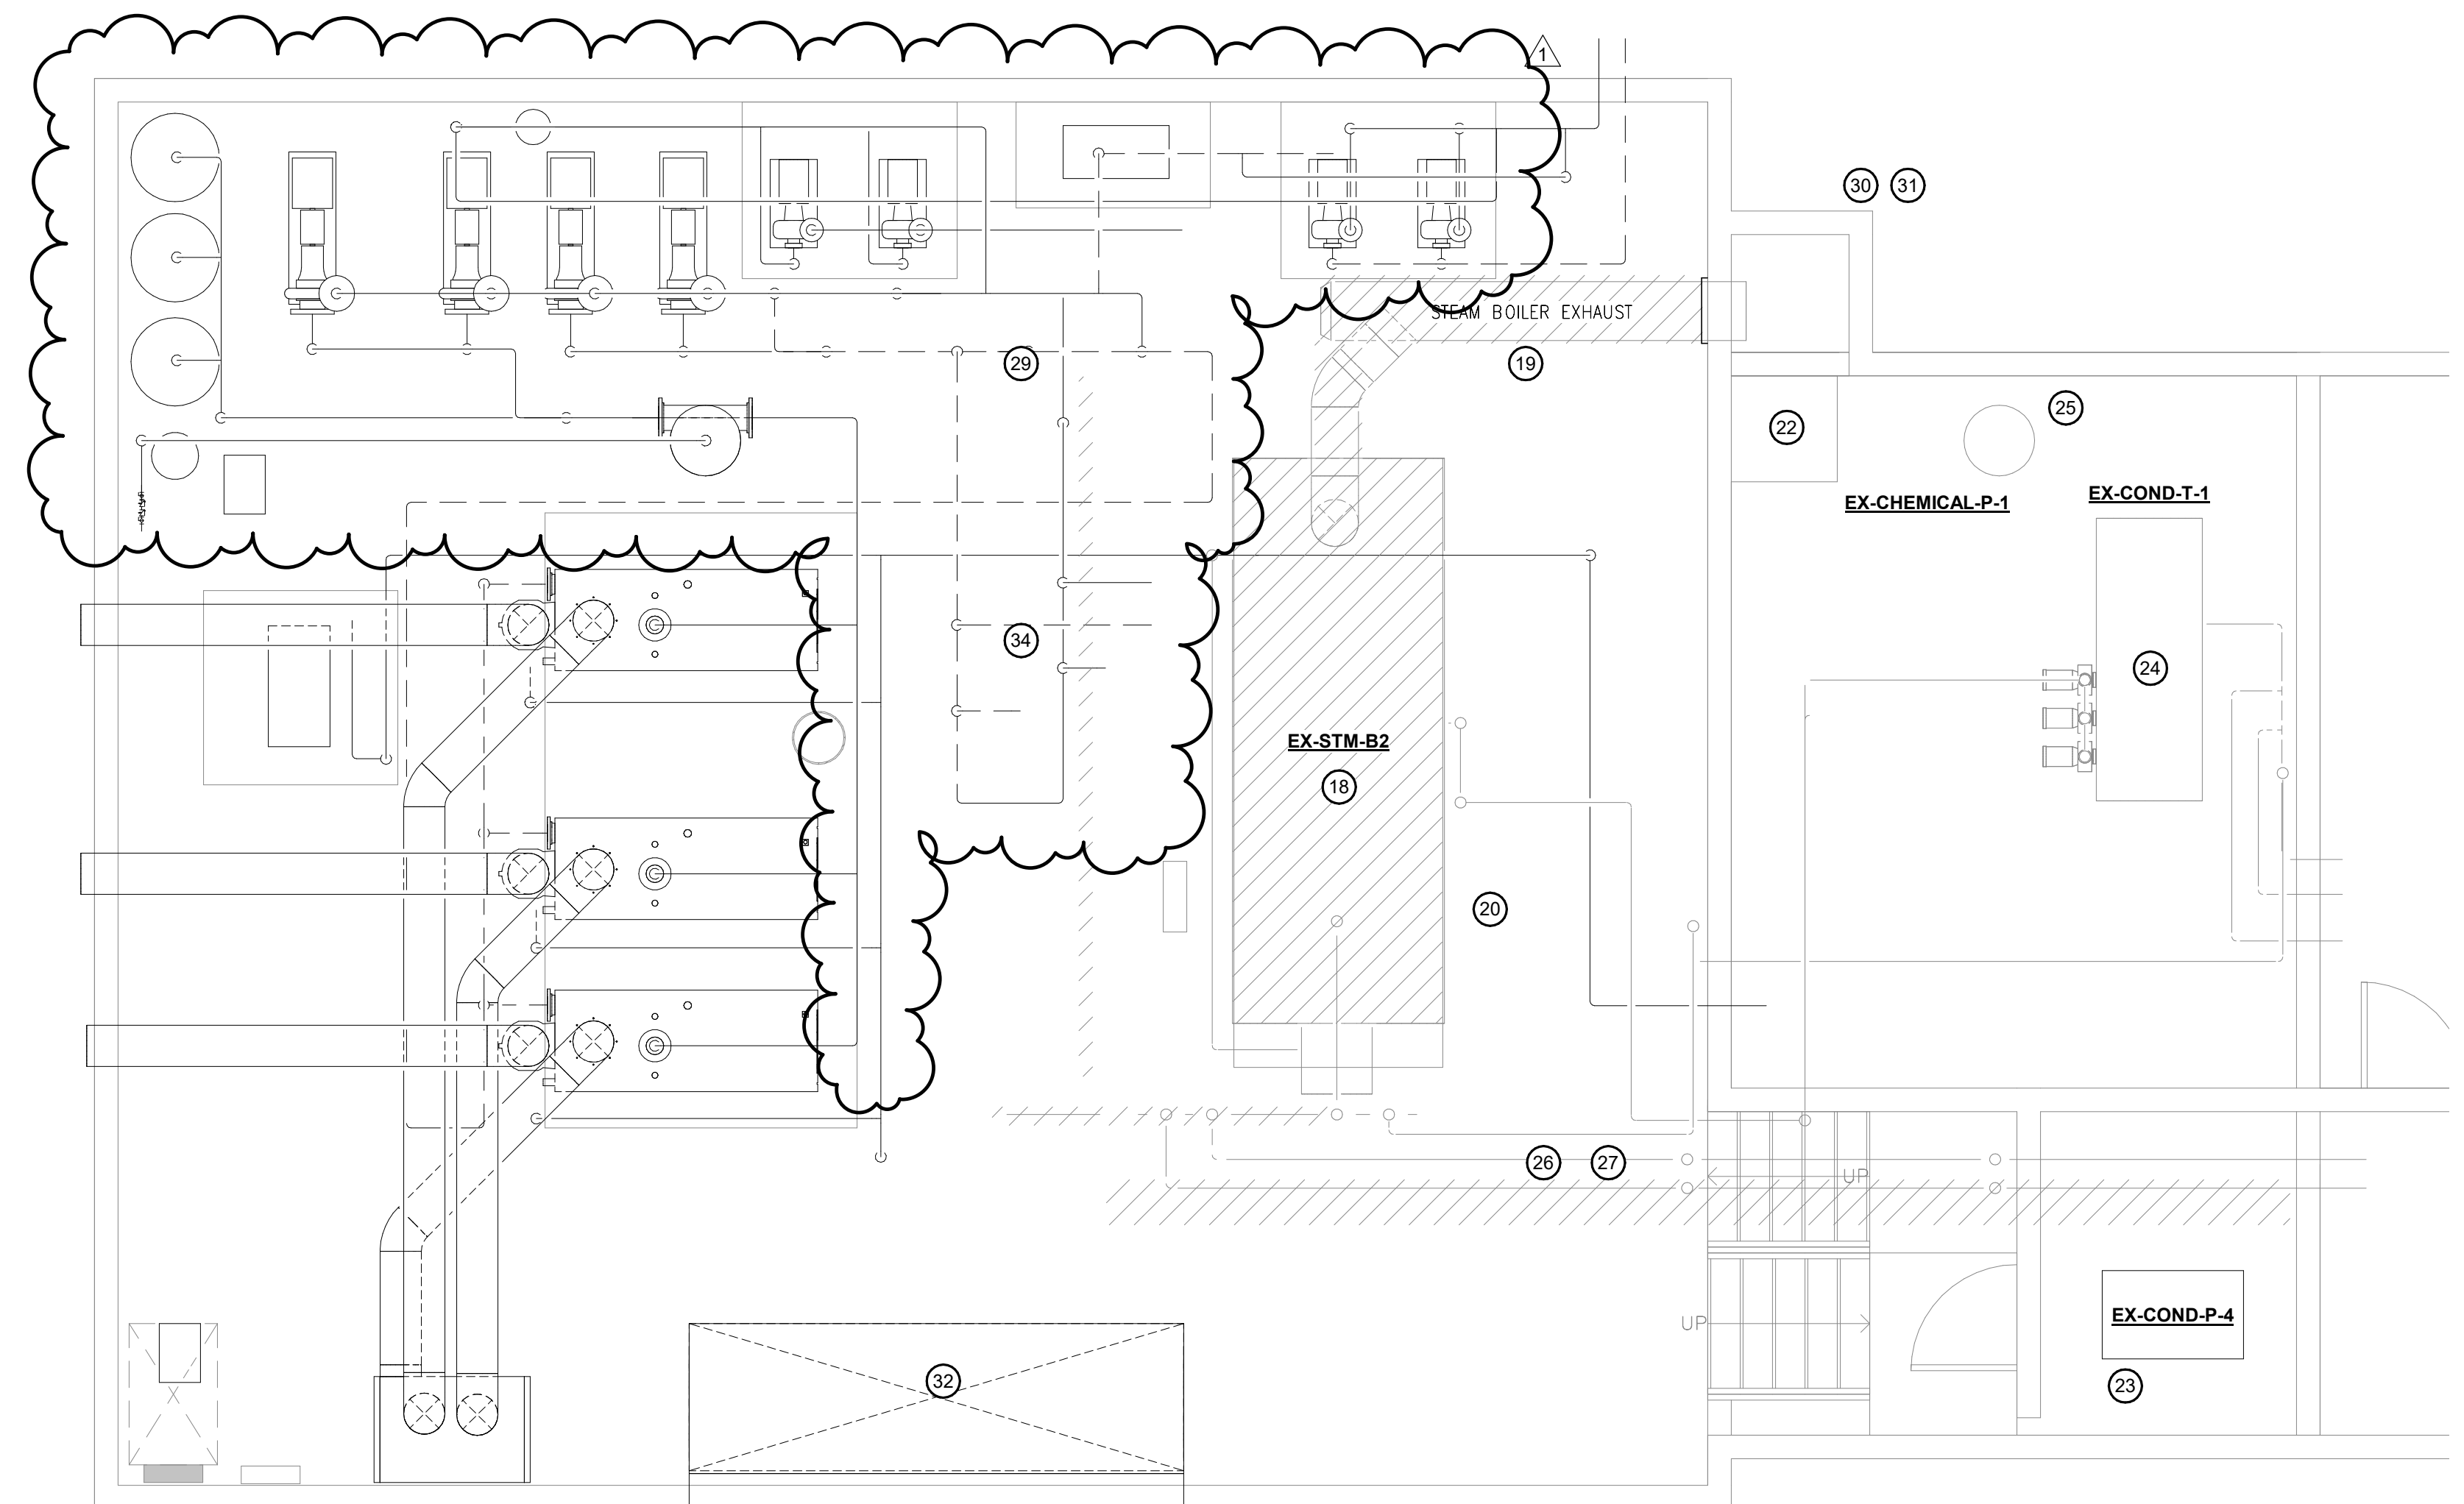 1
30 31
STEAM BOILER EXHAUST
29
19
22
25
EX-CHEMICAL-P-1
EX-COND-T-1
34
24
EX-STM-B2
18
20
26 27
UP
UP
EX-COND-P-4
32
23